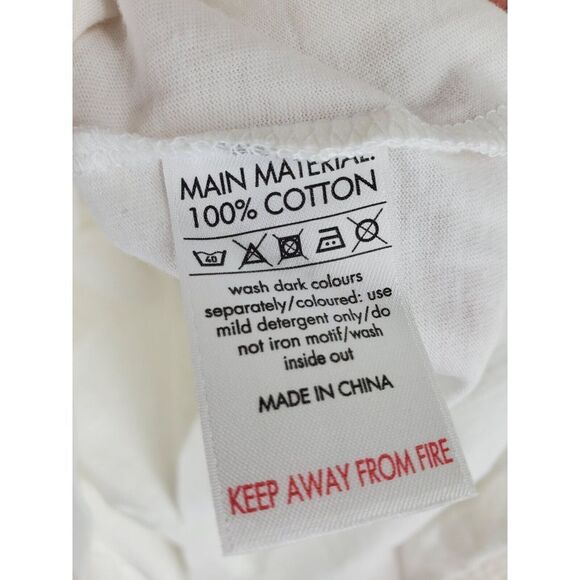 MAIN MATERIAL:
100% COTTON
40
wash dark colours
separately/coloured: use
mild detergent only/do
not iron motif/wash
inside out
MADE IN CHINA
KEEP AWAY FROM FIRE